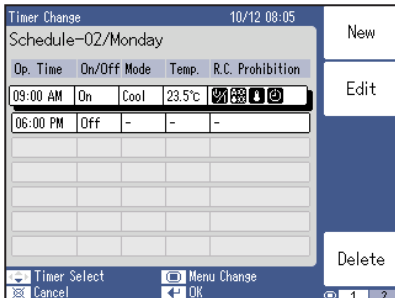 Timer Change 10/12 08:05
Schedule-02/Monday
Op. Time On/Off Mode Temp. R.C. Prohibition
09:00 AM On Cool 23.5°c
06:00 PM Off - - -
New
Edit
Delete
Timer Select Menu Change
Cancel OK
1 2